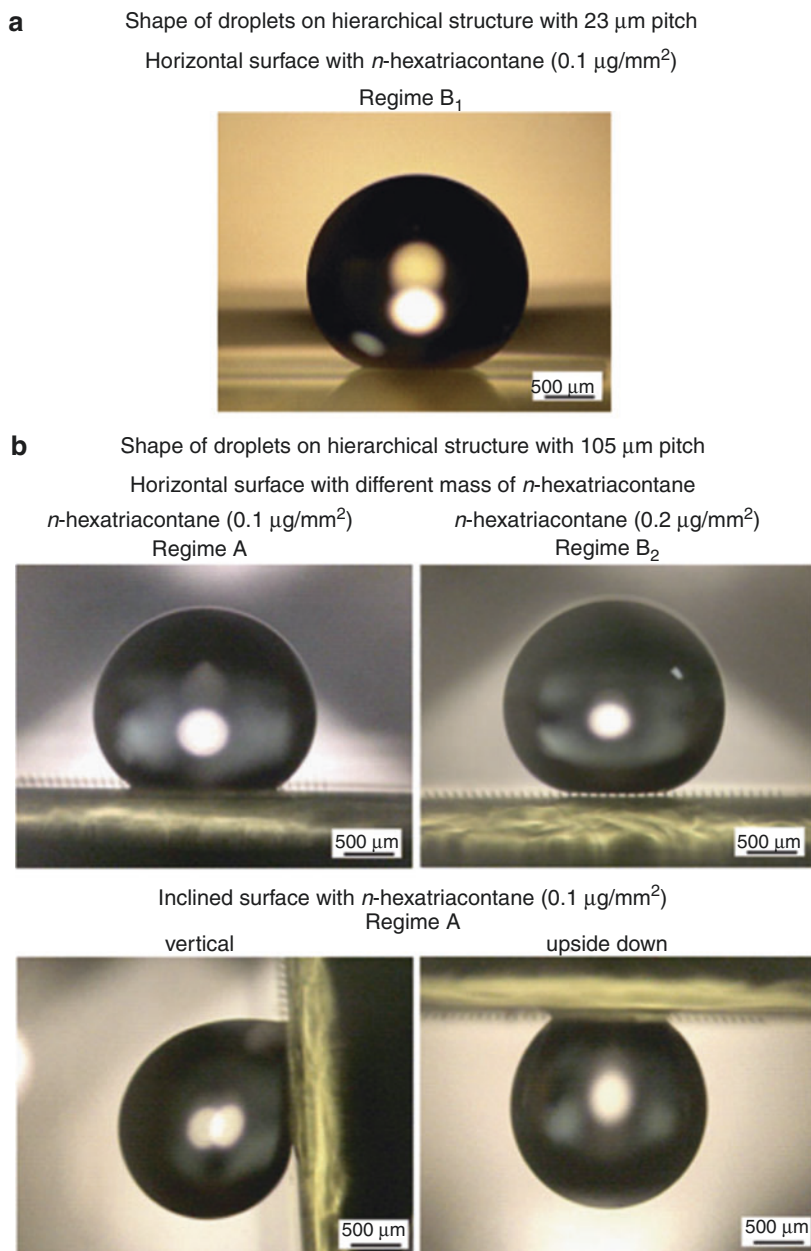 a
Shape of droplets on hierarchical structure with 23 μm pitch
Horizontal surface with n-hexatriacontane (0.1 μg/mm²)
Regime B₁
500 μm
b
Shape of droplets on hierarchical structure with 105 μm pitch
Horizontal surface with different mass of n-hexatriacontane
n-hexatriacontane (0.1 μg/mm²)
Regime A
n-hexatriacontane (0.2 μg/mm²)
Regime B₂
500 μm
500 μm
Inclined surface with n-hexatriacontane (0.1 μg/mm²)
Regime A
vertical
upside down
500 μm
500 μm